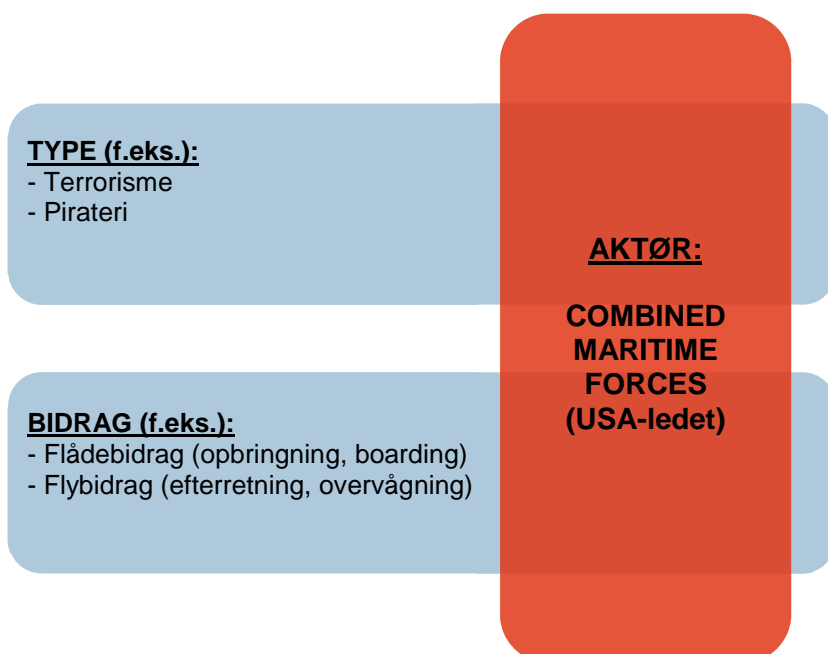 TYPE (f.eks.):
- Terrorisme
- Pirateri
AKTØR:
COMBINED
MARITIME
FORCES
(USA-ledet)
BIDRAG (f.eks.):
- Flådebidrag (opbringning, boarding)
- Flybidrag (efterretning, overvågning)